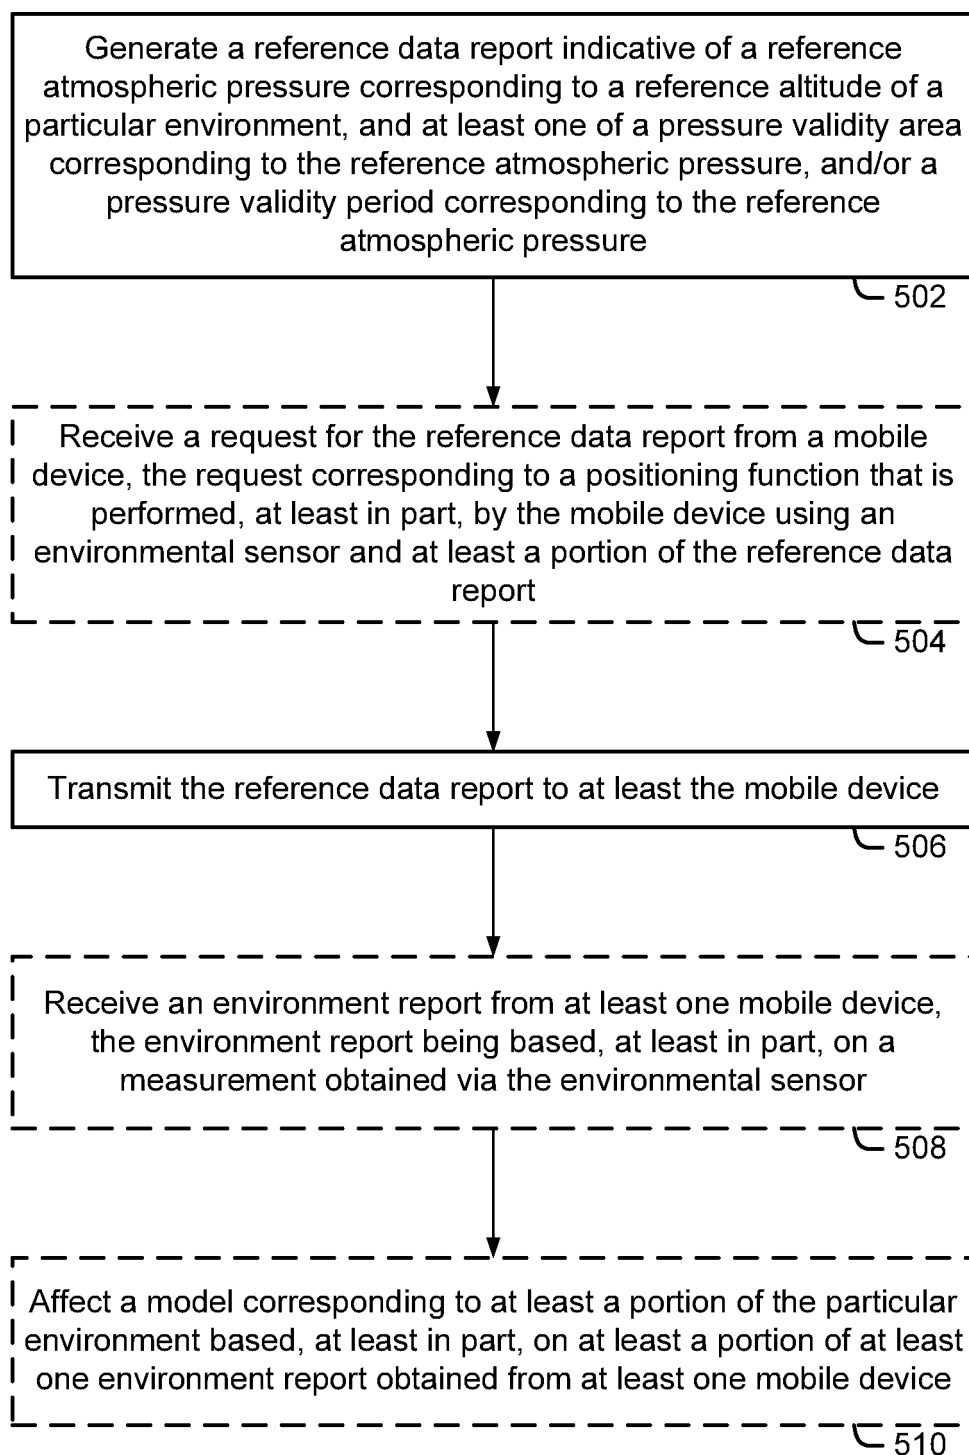 Generate a reference data report indicative of a reference
atmospheric pressure corresponding to a reference altitude of a
particular environment, and at least one of a pressure validity area
corresponding to the reference atmospheric pressure, and/or a
pressure validity period corresponding to the reference
atmospheric pressure
502
Receive a request for the reference data report from a mobile
device, the request corresponding to a positioning function that is
performed, at least in part, by the mobile device using an
environmental sensor and at least a portion of the reference data
report
504
Transmit the reference data report to at least the mobile device
506
Receive an environment report from at least one mobile device,
the environment report being based, at least in part, on a
measurement obtained via the environmental sensor
508
Affect a model corresponding to at least a portion of the particular
environment based, at least in part, on at least a portion of at least
one environment report obtained from at least one mobile device
510